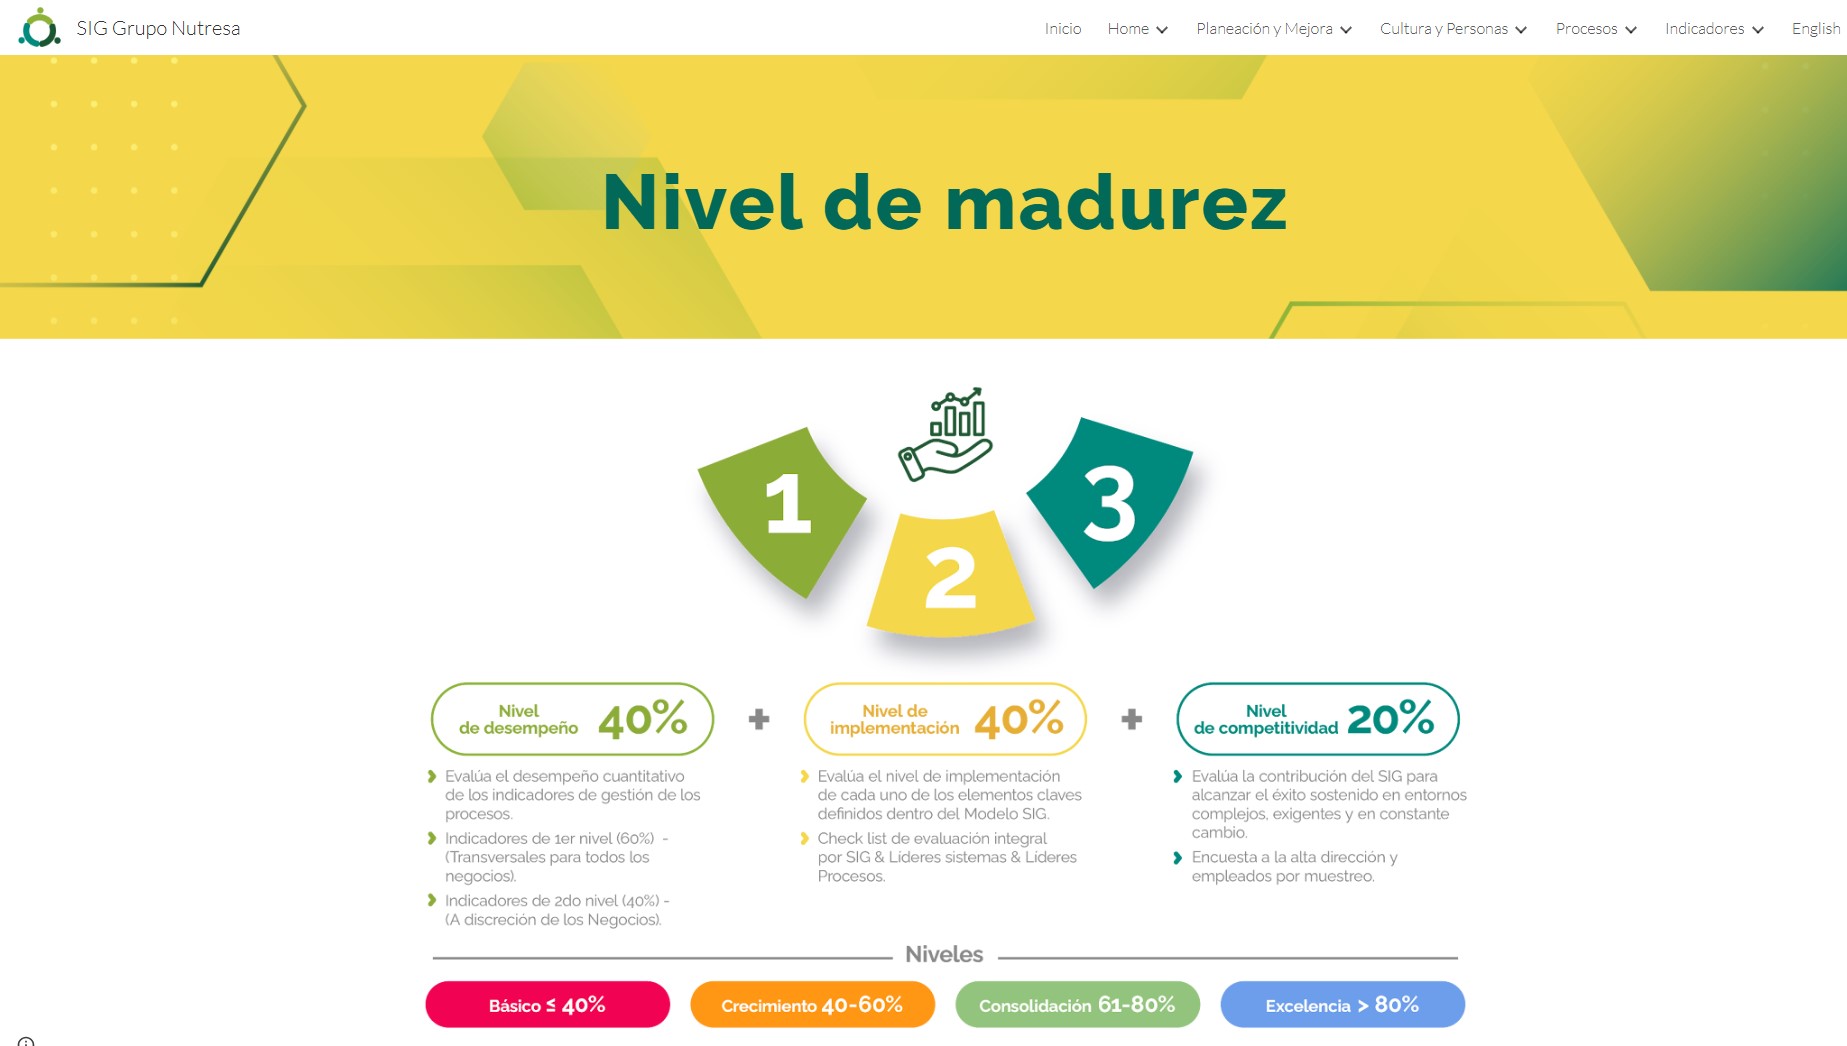 SIG Grupo Nutresa
Inicio
Home
Planeación y Mejora
Cultura y Personas
Procesos
Indicadores
English
Nivel de madurez
1
2
3
Nivel
de desempeño 40%
+
Nivel de
implementación 40%
+
Nivel
de competitividad 20%
Evalúa el desempeño cuantitativo
de los indicadores de gestión de los
procesos.
Indicadores de 1er nivel (60%) -
(Transversales para todos los
negocios).
Indicadores de 2do nivel (40%) -
(A discreción de los Negocios).
Evalúa el nivel de implementación
de cada uno de los elementos claves
definidos dentro del Modelo SIG.
Check list de evaluación integral
por SIG & Líderes sistemas & Líderes
Procesos.
Evalúa la contribución del SIG para
alcanzar el éxito sostenido en entornos
complejos, exigentes y en constante
cambio.
Encuesta a la alta dirección y
empleados por muestreo.
Niveles
Básico ≤ 40%
Crecimiento 40-60%
Consolidación 61-80%
Excelencia > 80%